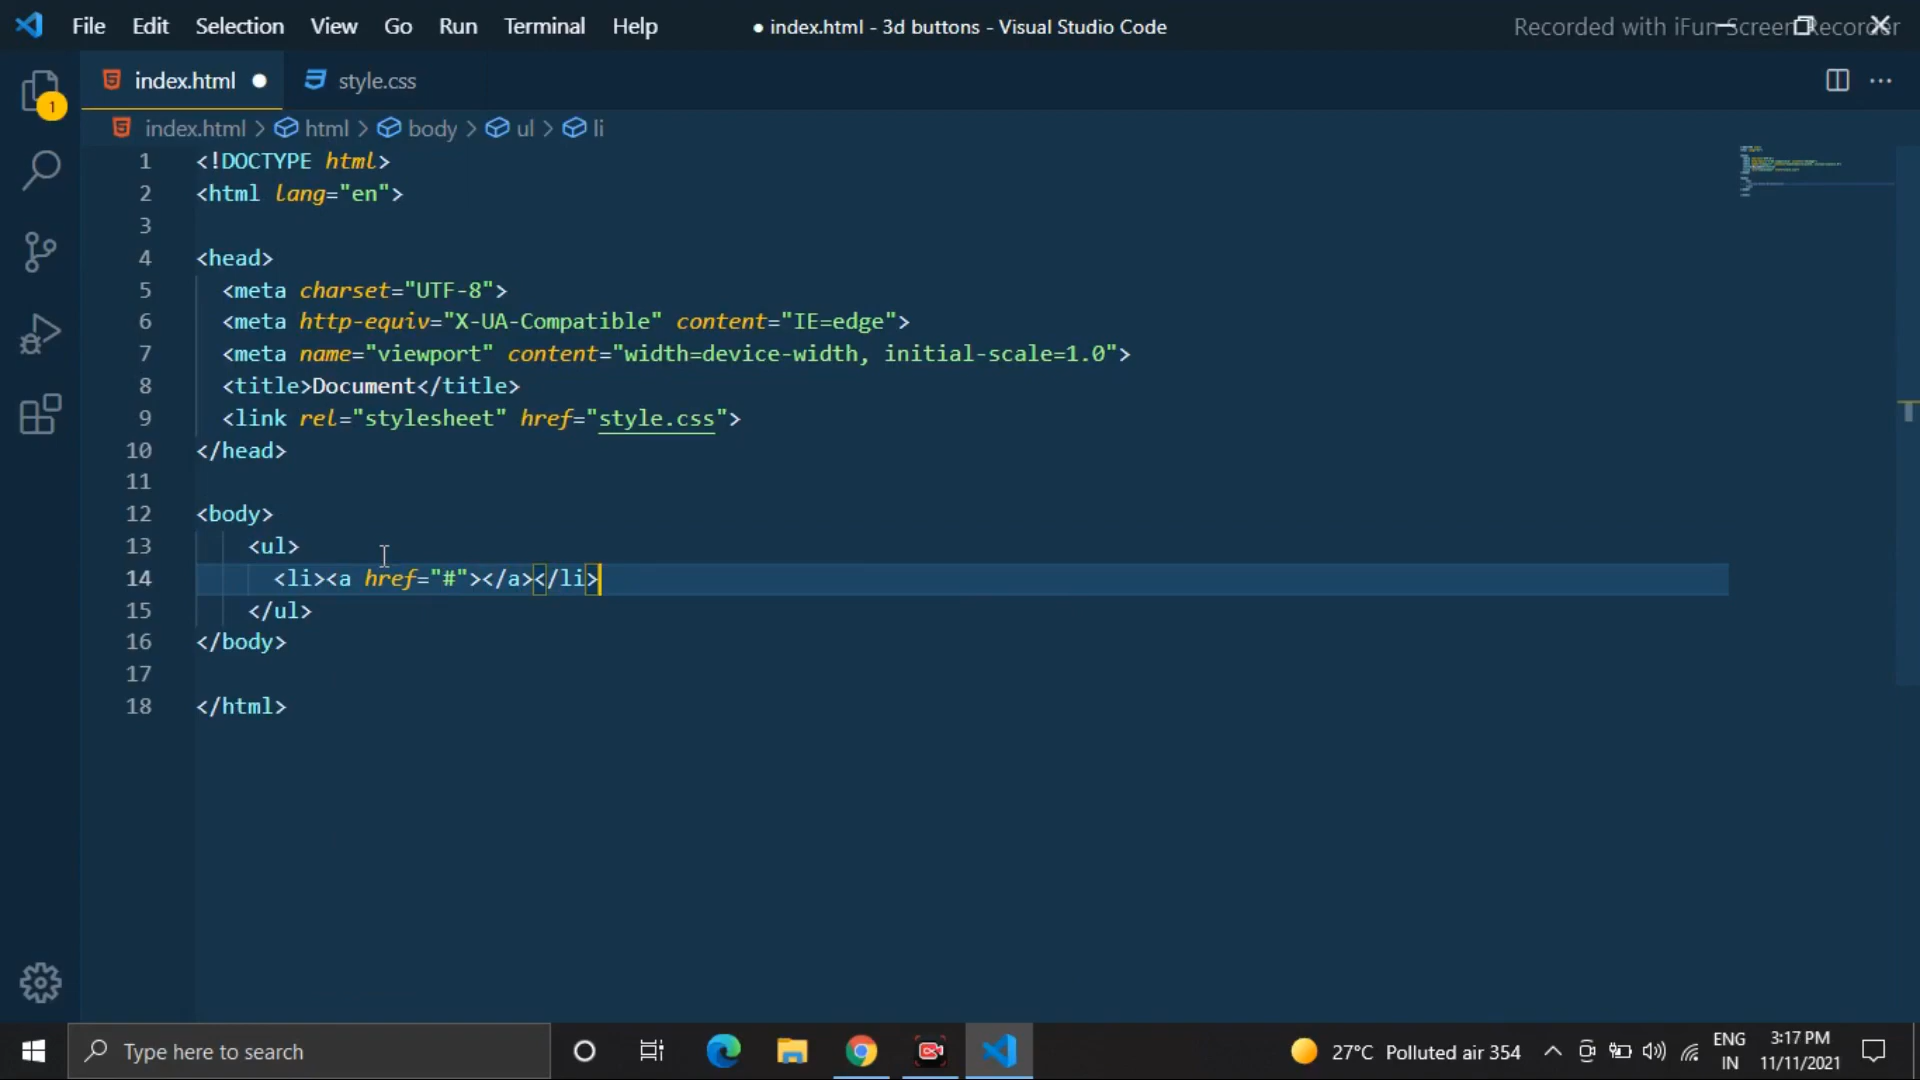 File Edit Selection View Go Run Terminal Help ● index.html - 3d buttons - Visual Studio Code Recorded with iFun Screen Recorder
index.html ● style.css
1
index.html > html > body > ul > li
1 <!DOCTYPE html>
2 <html lang="en">
3
4 <head>
5 <meta charset="UTF-8">
6 <meta http-equiv="X-UA-Compatible" content="IE=edge">
7 <meta name="viewport" content="width=device-width, initial-scale=1.0">
8 <title>Document</title>
9 <link rel="stylesheet" href="style.css">
10 </head>
11
12 <body>
13 <ul>
14 <li><a href="#"></a></li>
15 </ul>
16 </body>
17
18 </html>
Type here to search 27°C Polluted air 354 ENG 3:17 PM
IN 11/11/2021